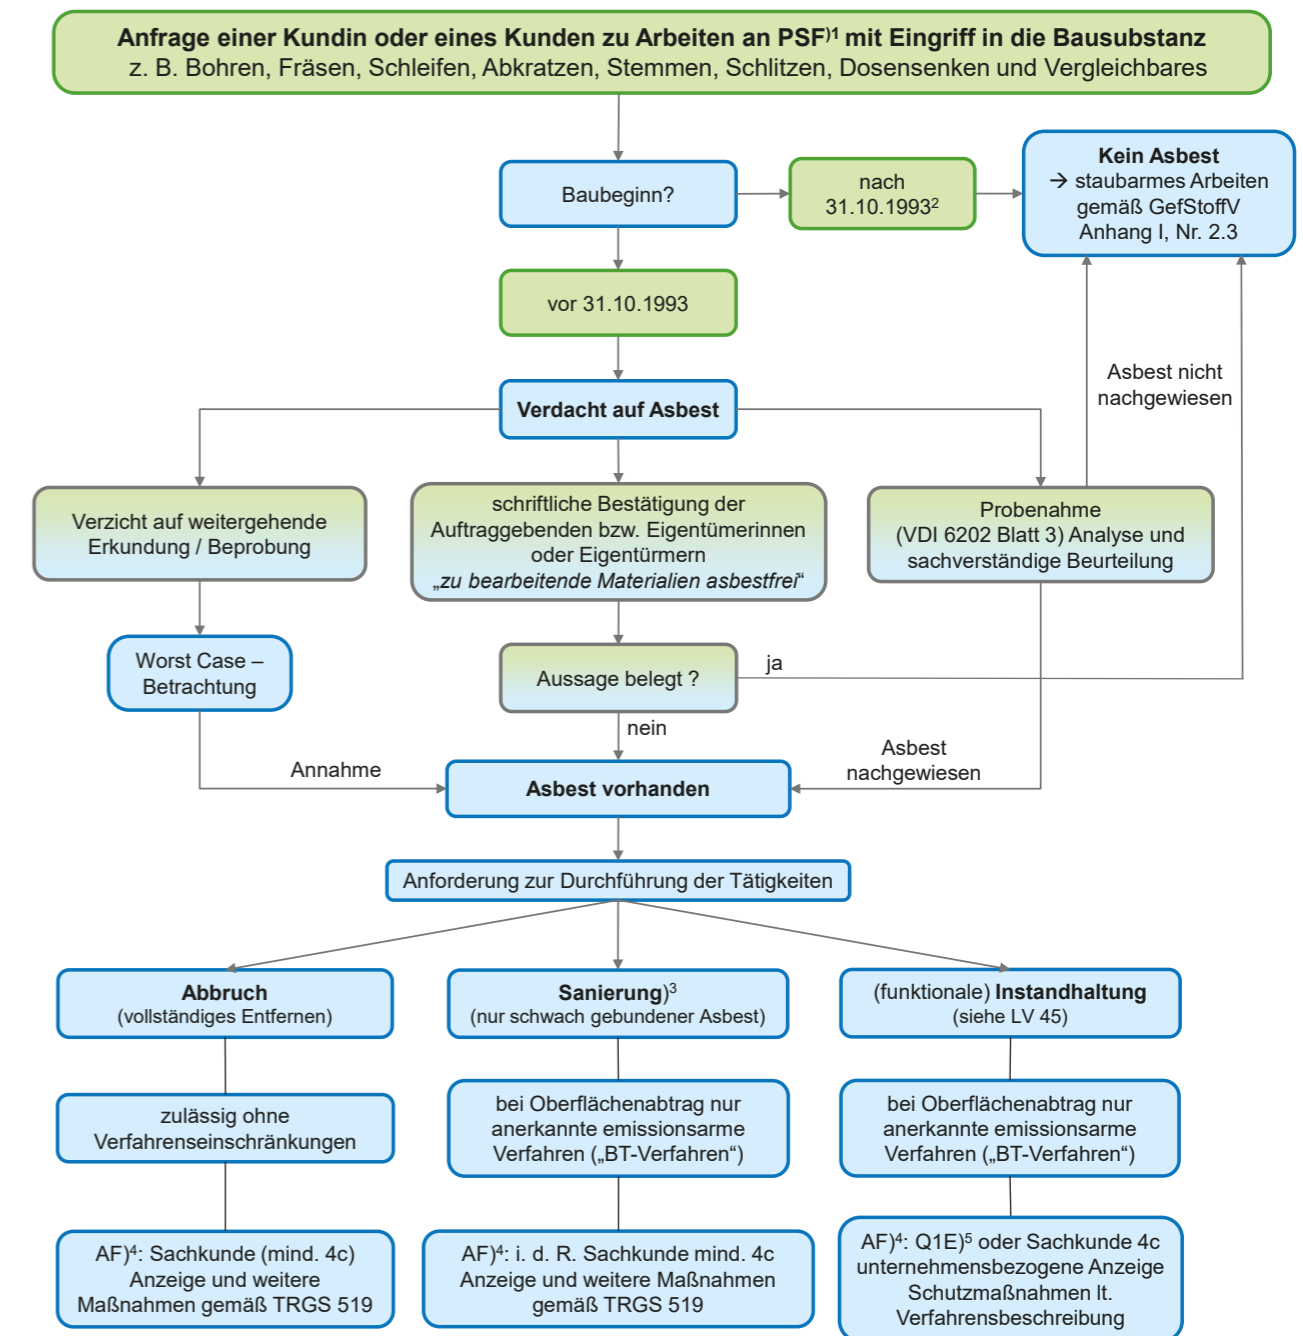 Anfrage einer Kundin oder eines Kunden zu Arbeiten an PSF)¹ mit Eingriff in die Bausubstanz
z. B. Bohren, Fräsen, Schleifen, Abkratzen, Stemmen, Schlitzen, Dosensenken und Vergleichbares
Baubeginn?
nach
31.10.1993²
Kein Asbest
→ staubarmes Arbeiten
gemäß GefStoffV
Anhang I, Nr. 2.3
vor 31.10.1993
Asbest nicht
nachgewiesen
Verdacht auf Asbest
Verzicht auf weitergehende
Erkundung / Beprobung
schriftliche Bestätigung der
Auftraggebenden bzw. Eigentümerinnen
oder Eigentürmern
„zu bearbeitende Materialien asbestfrei“
Probenahme
(VDI 6202 Blatt 3) Analyse und
sachverständige Beurteilung
Worst Case –
Betrachtung
Aussage belegt ?
ja
nein
Annahme
Asbest
nachgewiesen
Asbest vorhanden
Anforderung zur Durchführung der Tätigkeiten
Abbruch
(vollständiges Entfernen)
Sanierung)³
(nur schwach gebundener Asbest)
(funktionale) Instandhaltung
(siehe LV 45)
zulässig ohne
Verfahrenseinschränkungen
bei Oberflächenabtrag nur
anerkannte emissionsarme
Verfahren („BT-Verfahren“)
bei Oberflächenabtrag nur
anerkannte emissionsarme
Verfahren („BT-Verfahren“)
AF)⁴: Sachkunde (mind. 4c)
Anzeige und weitere
Maßnahmen gemäß TRGS 519
AF)⁴: i. d. R. Sachkunde mind. 4c
Anzeige und weitere Maßnahmen
gemäß TRGS 519
AF)⁴: Q1E)⁵ oder Sachkunde 4c
unternehmensbezogene Anzeige
Schutzmaßnahmen lt.
Verfahrensbeschreibung